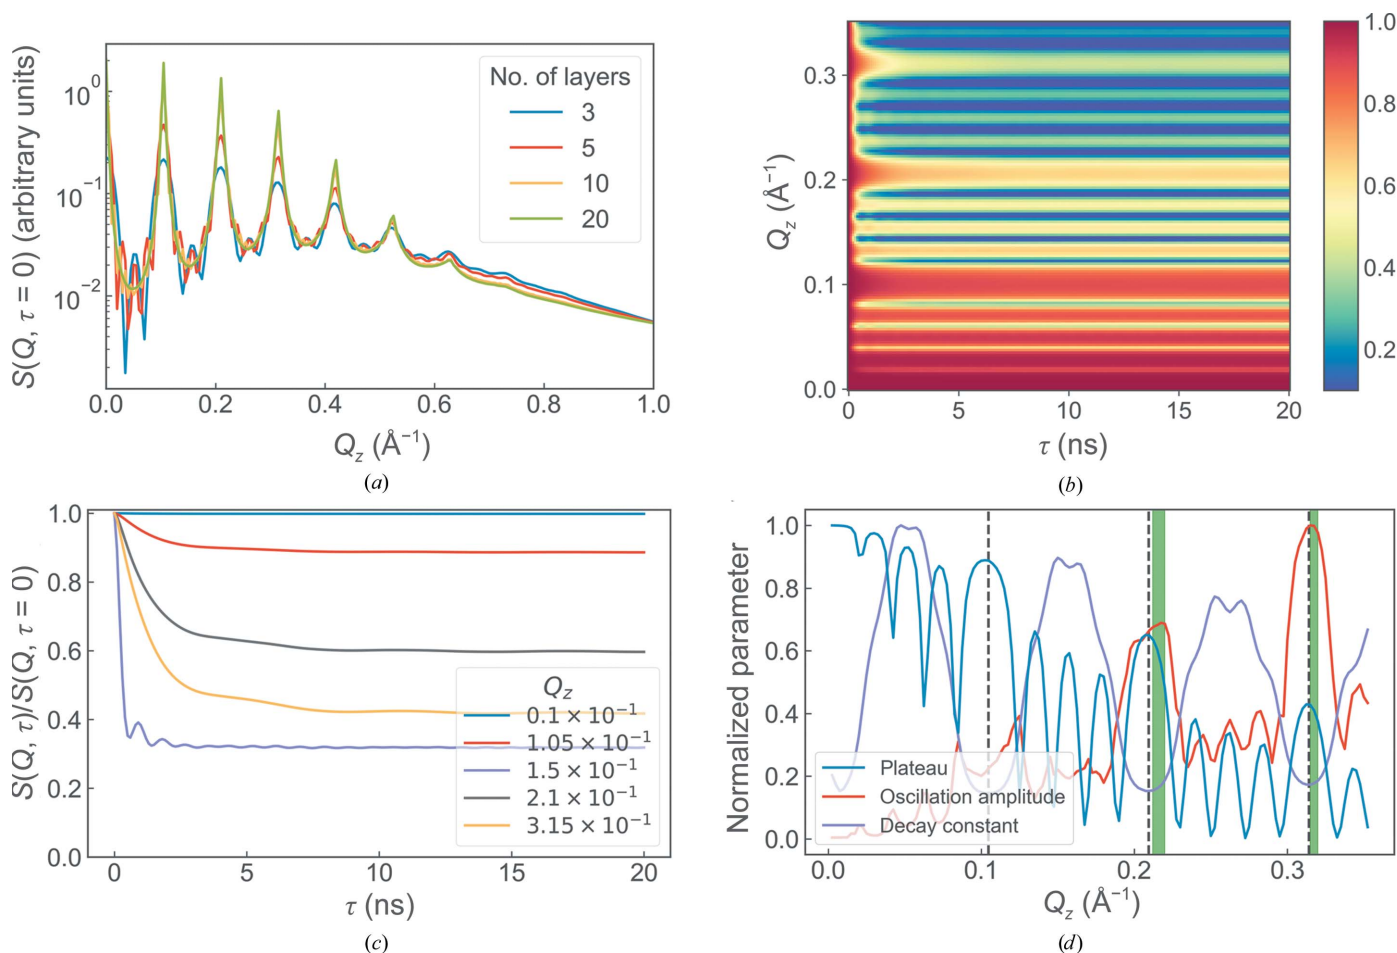 S(Q, τ = 0) (arbitrary units)
10⁰
10⁻¹
10⁻²
No. of layers
3
5
10
20
0.0 0.2 0.4 0.6 0.8 1.0
Q_z (Å⁻¹)
(a)
Q_z (Å⁻¹)
0.3
0.2
0.1
0.0
0 5 10 15 20
τ (ns)
1.0
0.8
0.6
0.4
0.2
(b)
S(Q, τ)/S(Q, τ = 0)
1.0
0.8
0.6
0.4
0.2
0.0
Q_z
0.1 × 10⁻¹
1.05 × 10⁻¹
1.5 × 10⁻¹
2.1 × 10⁻¹
3.15 × 10⁻¹
0 5 10 15 20
τ (ns)
(c)
Normalized parameter
1.0
0.8
0.6
0.4
0.2
0.0
Plateau
Oscillation amplitude
Decay constant
0.0 0.1 0.2 0.3
Q_z (Å⁻¹)
(d)